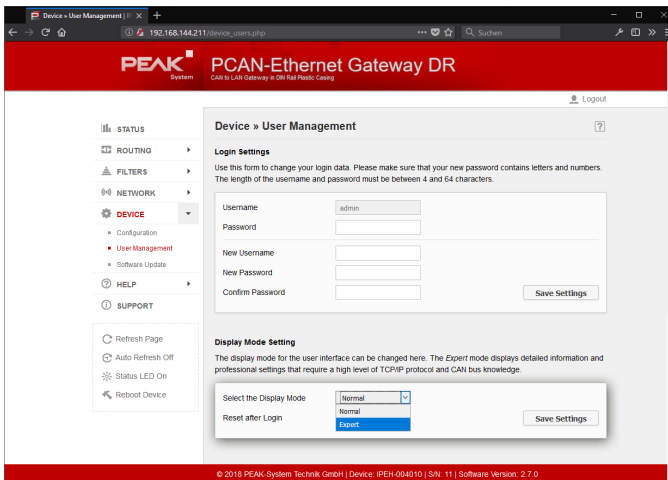 Device » User Management | P
192.168.144.211/device_users.php
Suchen
PEAK
System
PCAN-Ethernet Gateway DR
CAN to LAN Gateway in DIN Rail Plastic Casing
Logout
STATUS
ROUTING
FILTERS
NETWORK
DEVICE
Configuration
User Management
Software Update
HELP
SUPPORT
Refresh Page
Auto Refresh Off
Status LED On
Reboot Device
Device » User Management
?
Login Settings
Use this form to change your login data. Please make sure that your new password contains letters and numbers.
The length of the username and password must be between 4 and 64 characters.
Username
admin
Password
New Username
New Password
Confirm Password
Save Settings
Display Mode Setting
The display mode for the user interface can be changed here. The Expert mode displays detailed information and
professional settings that require a high level of TCP/IP protocol and CAN bus knowledge.
Select the Display Mode
Normal
Normal
Expert
Reset after Login
Save Settings
© 2018 PEAK-System Technik GmbH | Device: IPEH-004010 | S/N: 11 | Software Version: 2.7.0